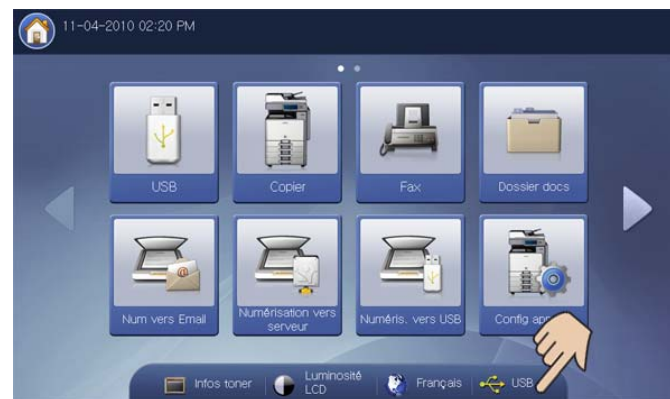 11-04-2010 02:20 PM
USB
Copier
Fax
Dossier docs
Num vers Email
Numérisation vers
serveur
Numéris. vers USB
Config
Infos toner
Luminosité
LCD
Français
USB